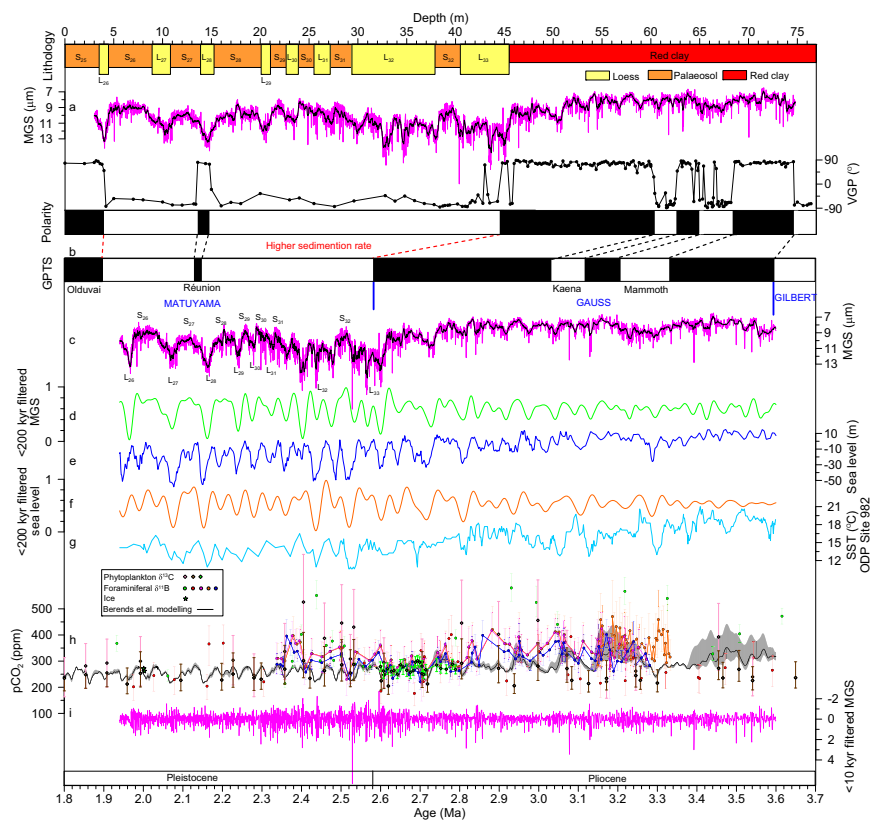 Depth (m)
0 5 10 15 20 25 30 35 40 45 50 55 60 65 70 75
Lithology
S25 S26 L27 S27 L28 S28 L29 S29 L30 S30 L31 S31 L32 S32 L33 Red clay
L26
Loess Palaeosol Red clay
a
MGS (μm)
7
9
11
13
VGP (°)
90
0
-90
Polarity
Higher sedimention rate
b
GPTS
Olduvai Réunion Kaena Mammoth
MATUYAMA GAUSS GILBERT
S26 S27 S28 S29 S30 S31 S32
c
L26 L27 L28 L29 L30 L31 L32 L33
MGS (μm)
7
9
11
13
d
<200 kyr filtered MGS
1
0
e
Sea level (m)
10
-10
-30
-50
f
<200 kyr filtered sea level
1
0
g
SST (°C)
ODP Site 982
21
18
15
12
Phytoplankton δ13C
Foraminiferal δ11B
Ice
Berends et al. modelling
h
pCO2 (ppm)
500
400
300
200
100
i
<10 kyr filtered MGS
-2
0
2
4
Pleistocene Pliocene
1.8 1.9 2.0 2.1 2.2 2.3 2.4 2.5 2.6 2.7 2.8 2.9 3.0 3.1 3.2 3.3 3.4 3.5 3.6 3.7
Age (Ma)